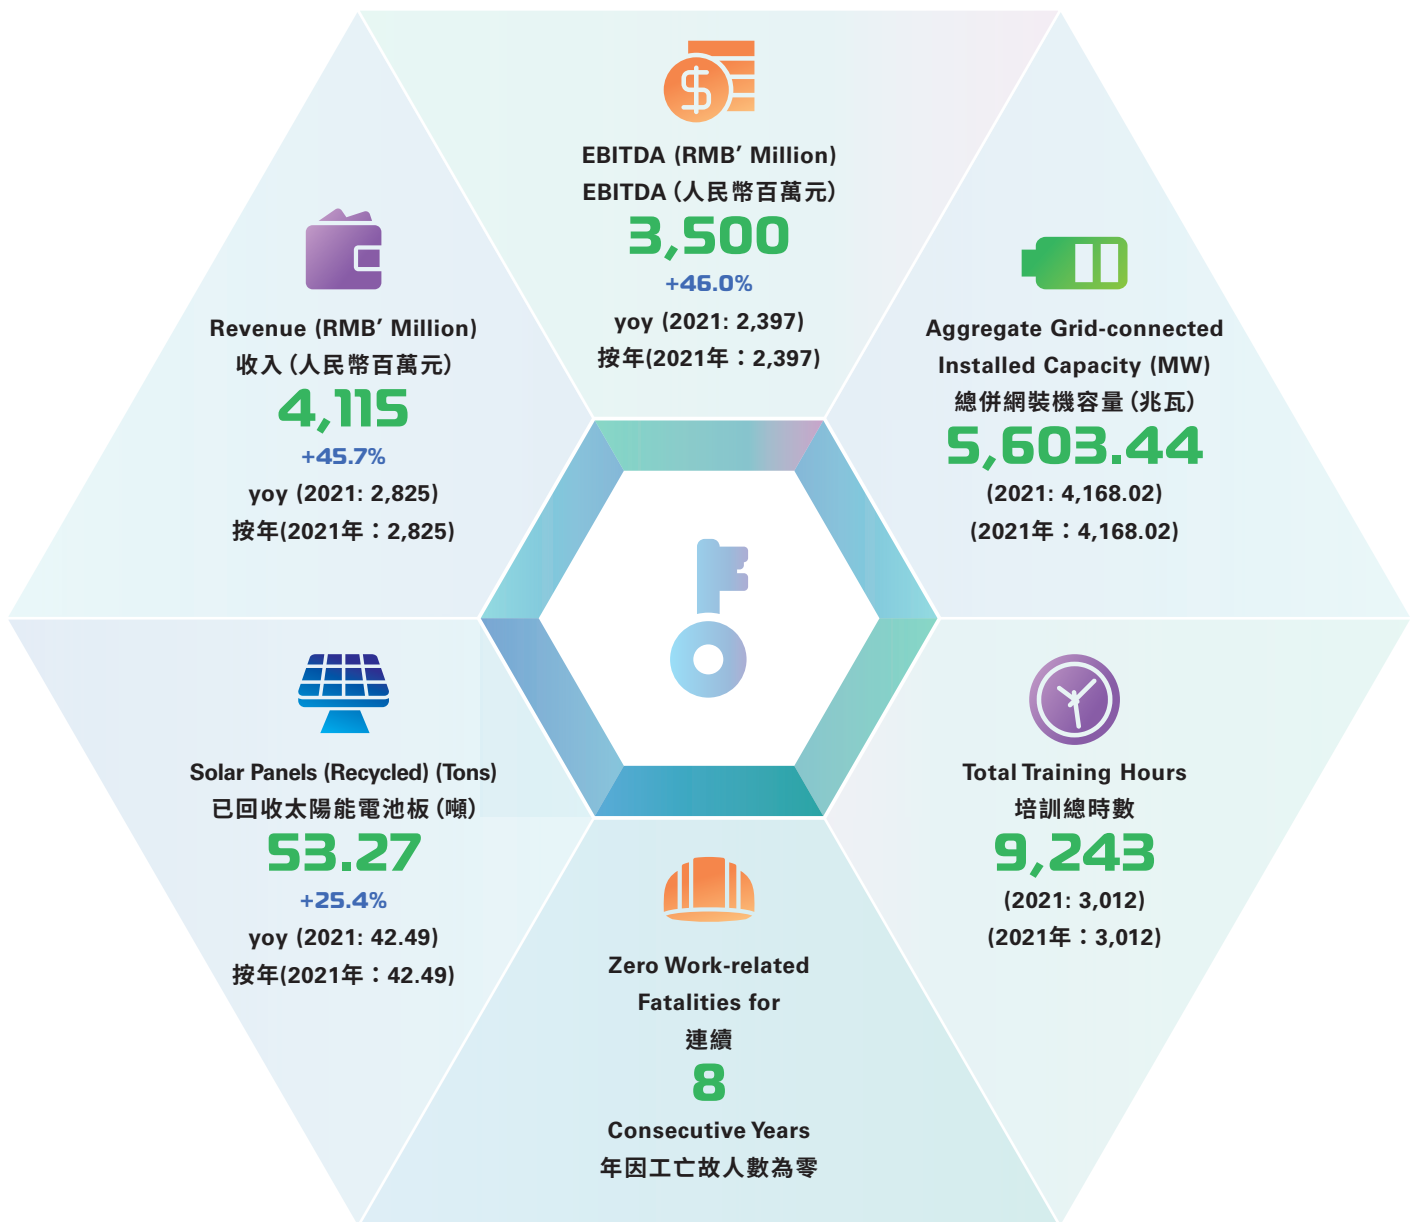 EBITDA (RMB' Million)
EBITDA（人民幣百萬元）
3,500
+46.0%
yoy (2021: 2,397)
按年(2021年：2,397)
Revenue (RMB' Million)
收入（人民幣百萬元）
4,115
+45.7%
yoy (2021: 2,825)
按年(2021年：2,825)
Aggregate Grid-connected
Installed Capacity (MW)
總併網裝機容量（兆瓦）
5,603.44
(2021: 4,168.02)
(2021年：4,168.02)
Solar Panels (Recycled) (Tons)
已回收太陽能電池板（噸）
53.27
+25.4%
yoy (2021: 42.49)
按年(2021年：42.49)
Total Training Hours
培訓總時數
9,243
(2021: 3,012)
(2021年：3,012)
Zero Work-related
Fatalities for
連續
8
Consecutive Years
年因工亡故人數為零